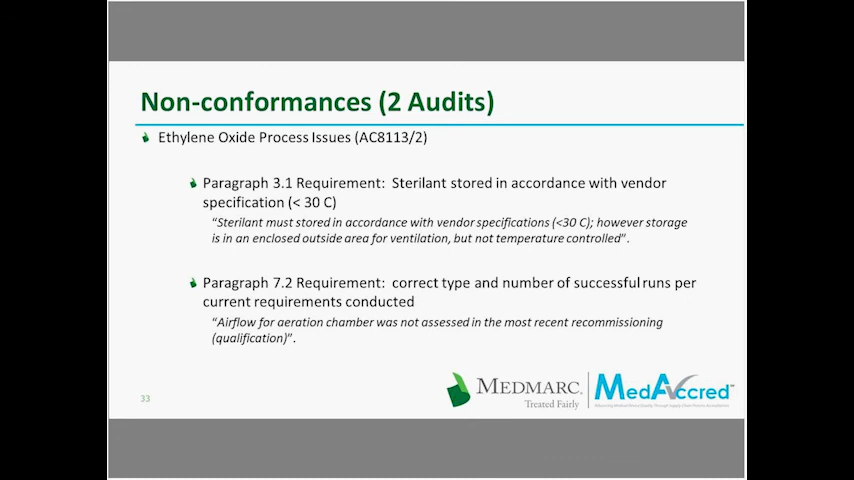 Non-conformances (2 Audits)
Ethylene Oxide Process Issues (AC8113/2)
Paragraph 3.1 Requirement: Sterilant stored in accordance with vendor
specification (< 30 C)
“Sterilant must stored in accordance with vendor specifications (<30 C); however storage
is in an enclosed outside area for ventilation, but not temperature controlled”.
Paragraph 7.2 Requirement: correct type and number of successful runs per
current requirements conducted
“Airflow for aeration chamber was not assessed in the most recent recommissioning
(qualification)”.
MEDMARC®
Treated Fairly
MedAccred™
33